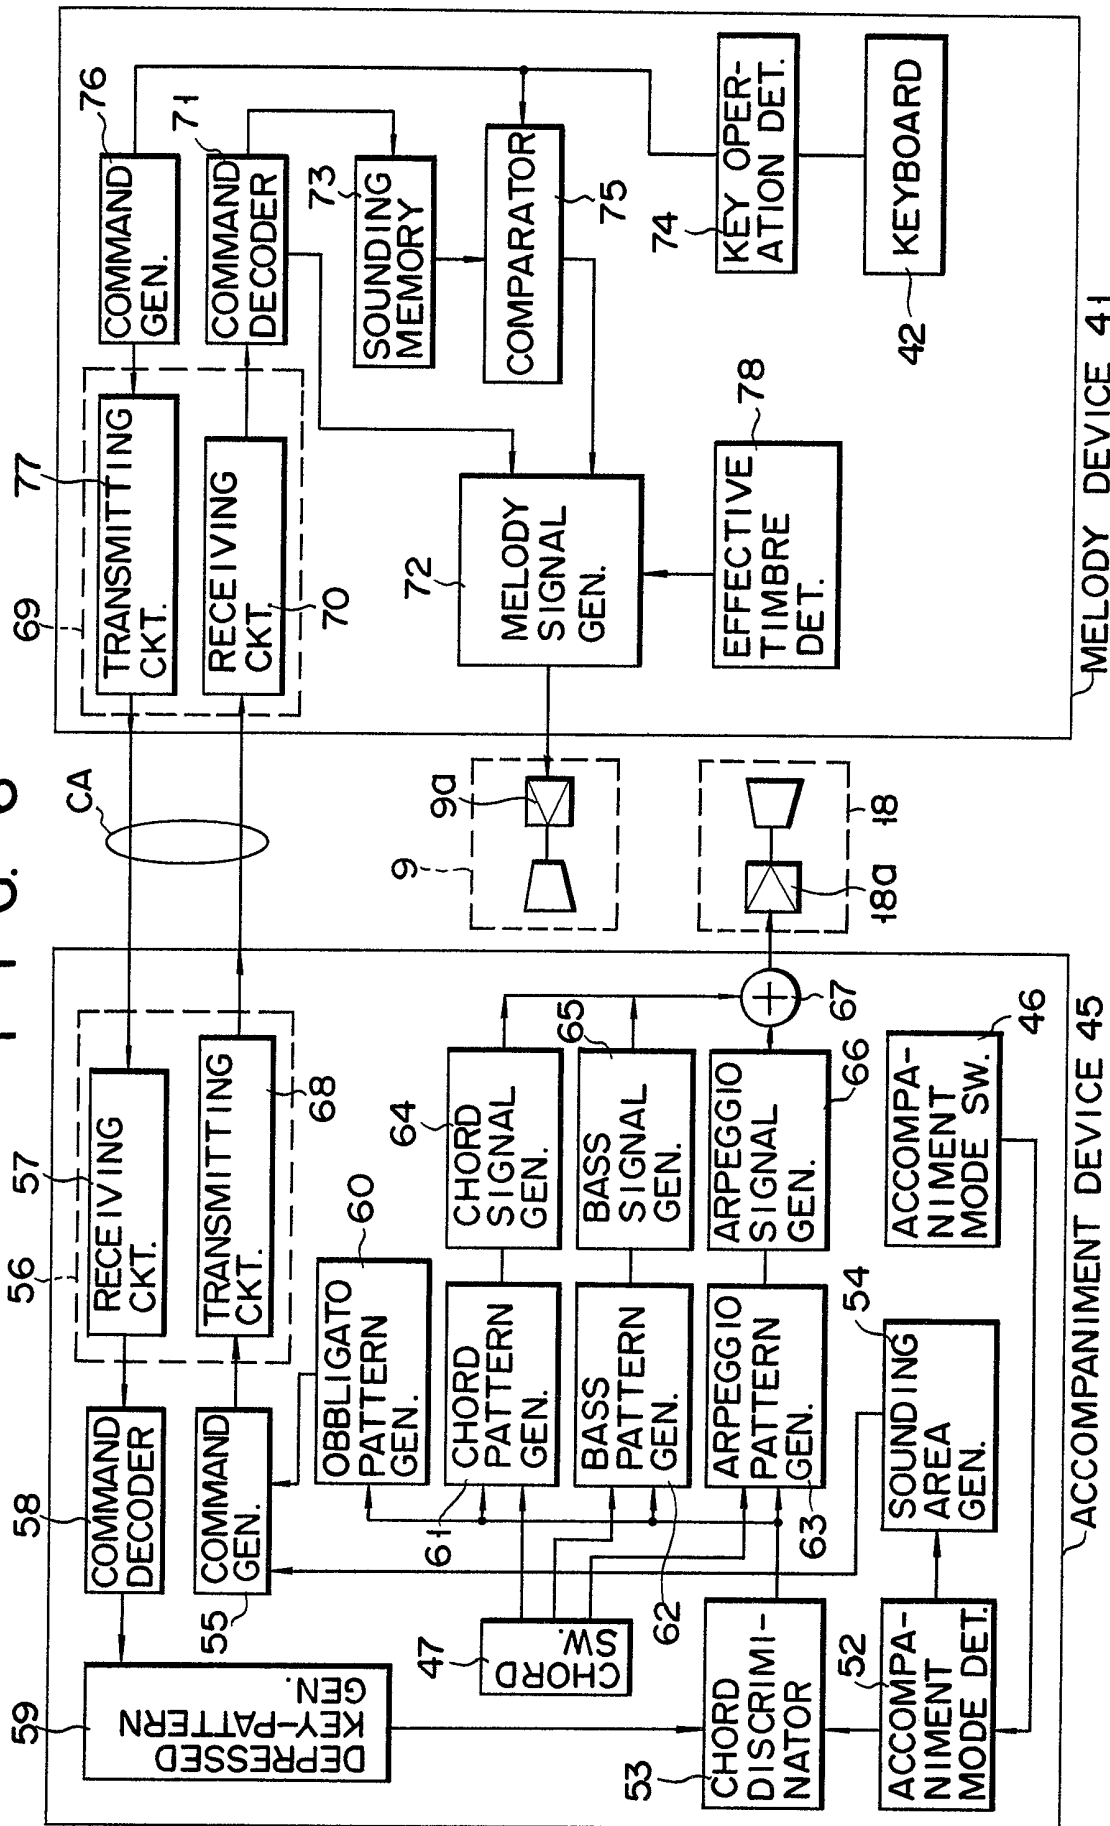 F I G.
59
DEPRESSED
KEY-PATTERN
GEN.
58
COMMAND
DECODER
55
COMMAND
GEN.
56
57
RECEIVING
CKT.
TRANSMITTING
CKT.
68
60
OBBLIGATO
PATTERN
GEN.
47
CHORD
SW.
61
CHORD
PATTERN
GEN.
64
CHORD
SIGNAL
GEN.
62
BASS
PATTERN
GEN.
65
BASS
SIGNAL
GEN.
53
CHORD
DISCRIMI-
NATOR
63
ARPEGGIO
PATTERN
GEN.
66
ARPEGGIO
SIGNAL
GEN.
67
52
ACCOMPA-
NIMENT
MODE DET.
54
SOUNDING
AREA
GEN.
46
ACCOMPA-
NIMENT
MODE SW.
ACCOMPANIMENT DEVICE 45
CA
9
9a
18a
18
69
77
TRANSMITTING
CKT.
RECEIVING
CKT.
70
76
COMMAND
GEN.
71
COMMAND
DECODER
73
SOUNDING
MEMORY
75
COMPARATOR
72
MELODY
SIGNAL
GEN.
74
KEY OPER-
ATION DET.
78
EFFECTIVE
TIMBRE
DET.
42
KEYBOARD
MELODY DEVICE 41